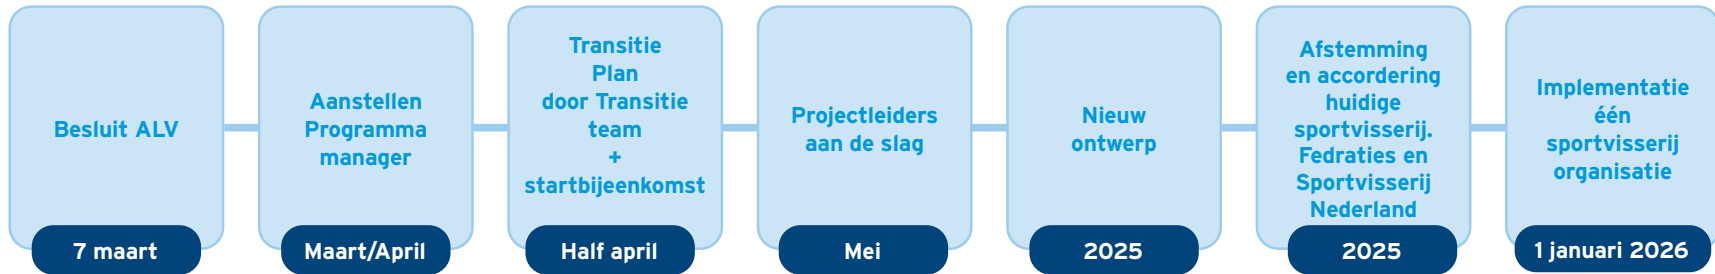 Besluit ALV
7 maart
Aanstellen
Programma
manager
Maart/April
Transitie
Plan
door Transitie
team
+
startbijeenkomst
Half april
Projectleiders
aan de slag
Mei
Nieuw
ontwerp
2025
Afstemming
en accordering
huidige
sportvisserij.
Fedraties en
Sportvisserij
Nederland
2025
Implementatie
één
sportvisserij
organisatie
1 januari 2026